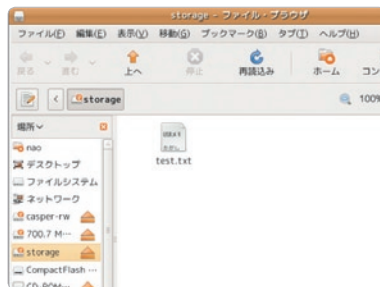 storage - ファイル・ブラウザ
ファイル(F) 編集(E) 表示(V) 移動(G) ブックマーク(B) タブ(T) ヘルプ(H)
戻る 進む 上へ 停止 再読込み ホーム コン
storage 100%
場所
nao
デスクトップ
ファイルシステム
ネットワーク
casper-rw
700.7 M…
storage
CompactFlash …
CD-ROM…
test.txt